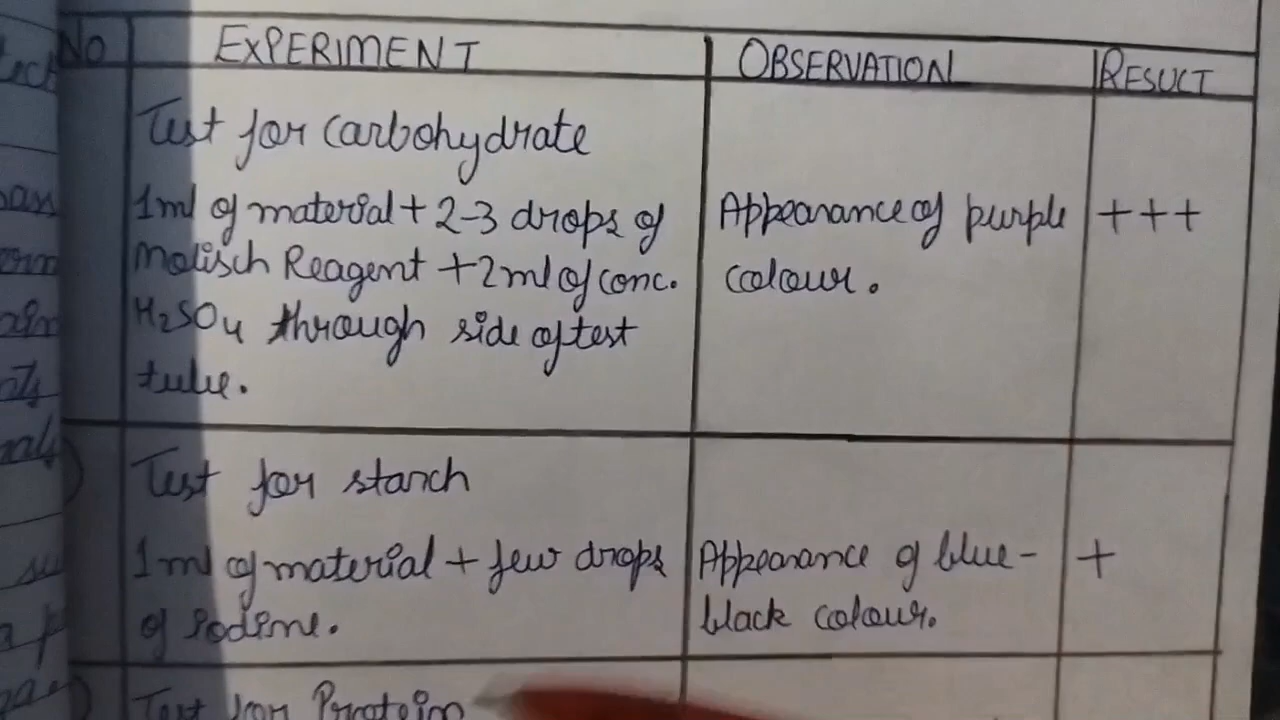 No EXPERIMENT OBSERVATION RESULT
Test for carbohydrate
1ml of material + 2-3 drops of Appearance of purple +++
Molisch Reagent + 2ml of conc. colour.
H₂SO₄ through side of test
tube.
Test for starch
1ml of material + few drops Appearance of blue- +
of iodine. black colour.
Test for Protein